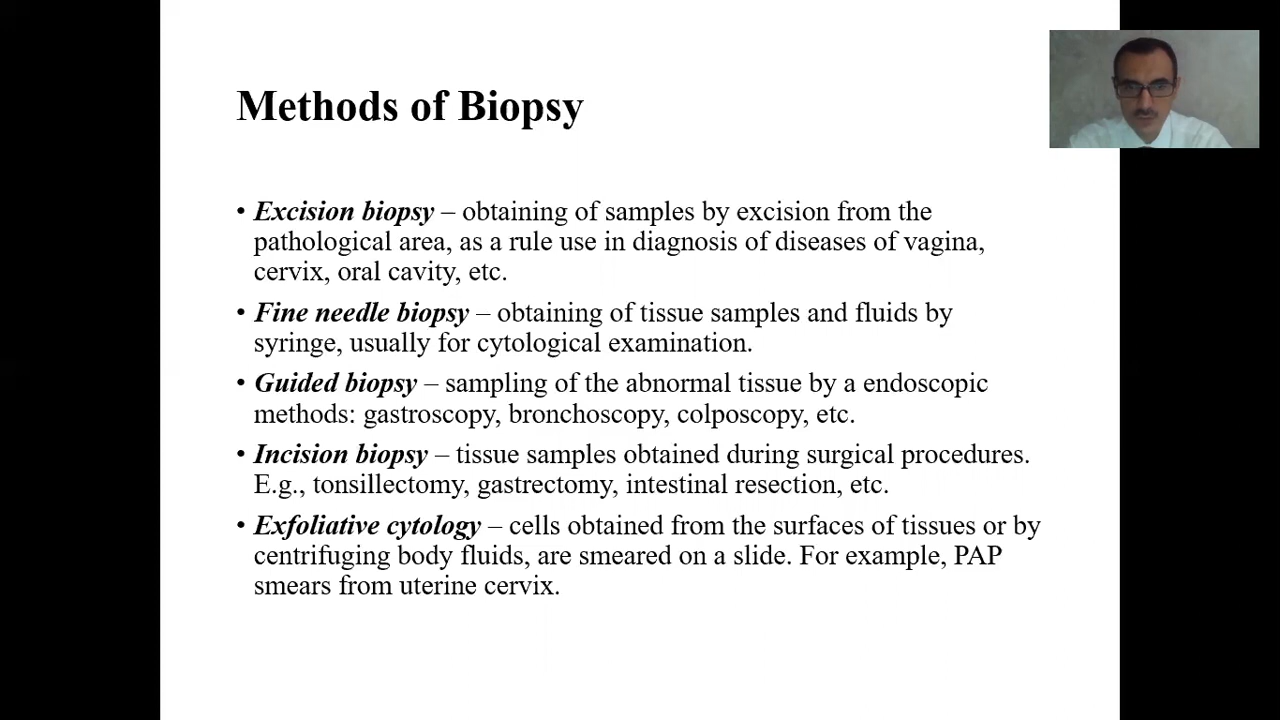 Methods of Biopsy
• Excision biopsy – obtaining of samples by excision from the
pathological area, as a rule use in diagnosis of diseases of vagina,
cervix, oral cavity, etc.
• Fine needle biopsy – obtaining of tissue samples and fluids by
syringe, usually for cytological examination.
• Guided biopsy – sampling of the abnormal tissue by a endoscopic
methods: gastroscopy, bronchoscopy, colposcopy, etc.
• Incision biopsy – tissue samples obtained during surgical procedures.
E.g., tonsillectomy, gastrectomy, intestinal resection, etc.
• Exfoliative cytology – cells obtained from the surfaces of tissues or by
centrifuging body fluids, are smeared on a slide. For example, PAP
smears from uterine cervix.